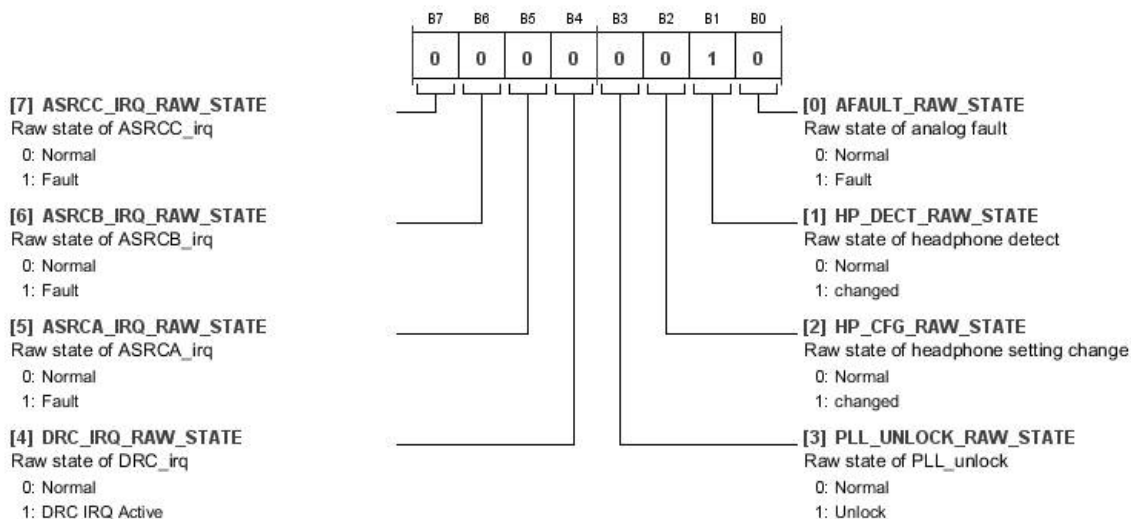 B7 B6 B5 B4 B3 B2 B1 B0
0 0 0 0 0 0 1 0
[7] ASRCC_IRQ_RAW_STATE
Raw state of ASRCC_irq
0: Normal
1: Fault
[6] ASRCB_IRQ_RAW_STATE
Raw state of ASRCB_irq
0: Normal
1: Fault
[5] ASRCA_IRQ_RAW_STATE
Raw state of ASRCA_irq
0: Normal
1: Fault
[4] DRC_IRQ_RAW_STATE
Raw state of DRC_irq
0: Normal
1: DRC IRQ Active
[0] AFAULT_RAW_STATE
Raw state of analog fault
0: Normal
1: Fault
[1] HP_DECT_RAW_STATE
Raw state of headphone detect
0: Normal
1: changed
[2] HP_CFG_RAW_STATE
Raw state of headphone setting change
0: Normal
1: changed
[3] PLL_UNLOCK_RAW_STATE
Raw state of PLL_unlock
0: Normal
1: Unlock